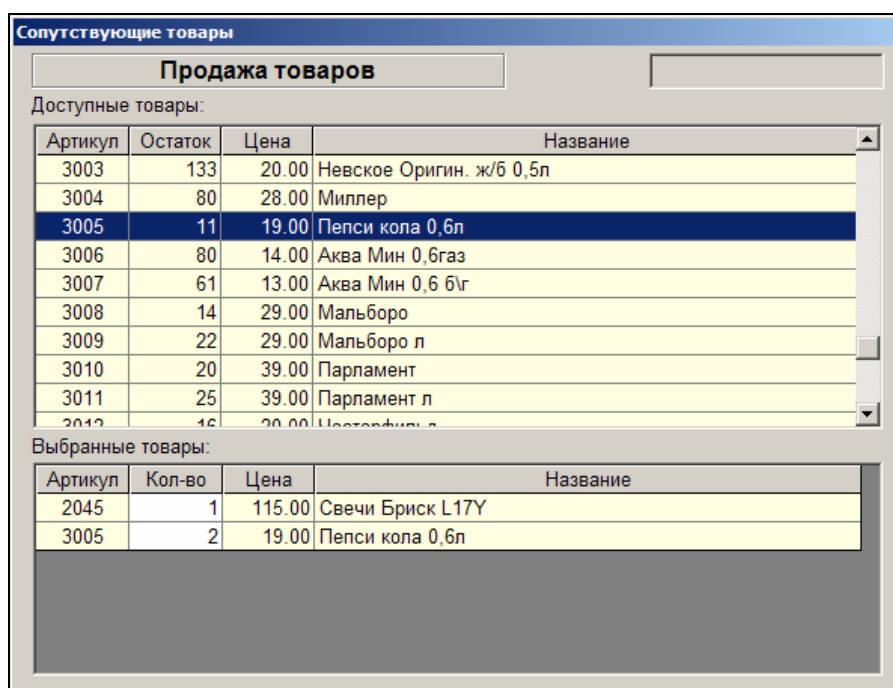 Сопутствующие товары
Продажа товаров
Доступные товары:
Артикул Остаток Цена Название
3003 133 20.00 Невское Оригин. ж/б 0,5л
3004 80 28.00 Миллер
3005 11 19.00 Пепси кола 0,6л
3006 80 14.00 Аква Мин 0,6газ
3007 61 13.00 Аква Мин 0,6 б\г
3008 14 29.00 Мальборо
3009 22 29.00 Мальборо л
3010 20 39.00 Парламент
3011 25 39.00 Парламент л
3012 16
Выбранные товары:
Артикул Кол-во Цена Название
2045 1 115.00 Свечи Бриск L17Y
3005 2 19.00 Пепси кола 0,6л